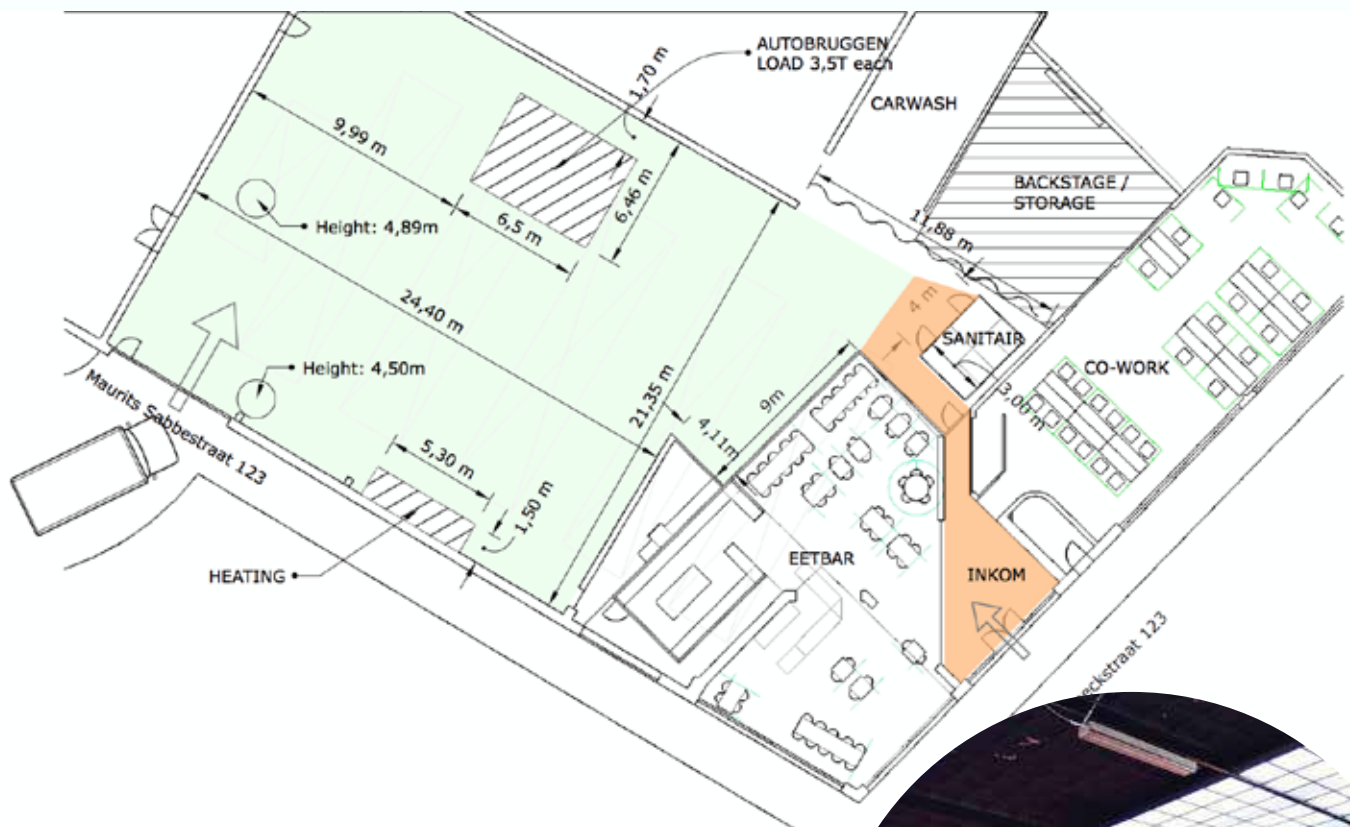 AUTOBRUGGEN
LOAD 3,5T each
1,70 m
CARWASH
9,99 m
BACKSTAGE /
STORAGE
6,46 m
6,5 m
Height: 4,89m
11,88 m
24,40 m
4 m
SANITAIR
Height: 4,50m
CO-WORK
3,00 m
Maurits Sabbestraat 123
21,35 m
9m
4,11m
5,30 m
1,50 m
HEATING
EETBAR
INKOM
eckstraat 123